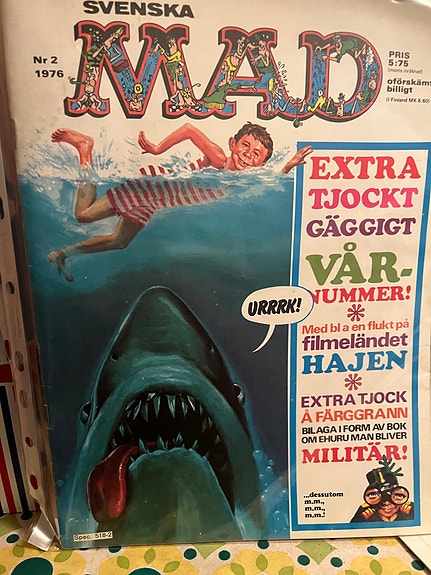 SVENSKA
MAD
Nr 2
1976
PRIS
5:75
(moms inräknad)
oförskämt
billigt
(I Finland MK 6.60)
EXTRA
TJOCKT
GÄGGIGT
VÅR-
NUMMER!
*
Med bl a en flukt på
filmeländet
HAJEN
*
EXTRA TJOCK
Å FÄRGGRANN
BILAGA I FORM AV BOK
OM EHURU MAN BLIVER
MILITÄR!
...dessutom
m.m.,
m.m.,
m.m.!
URRRK!
Spec. 518-2